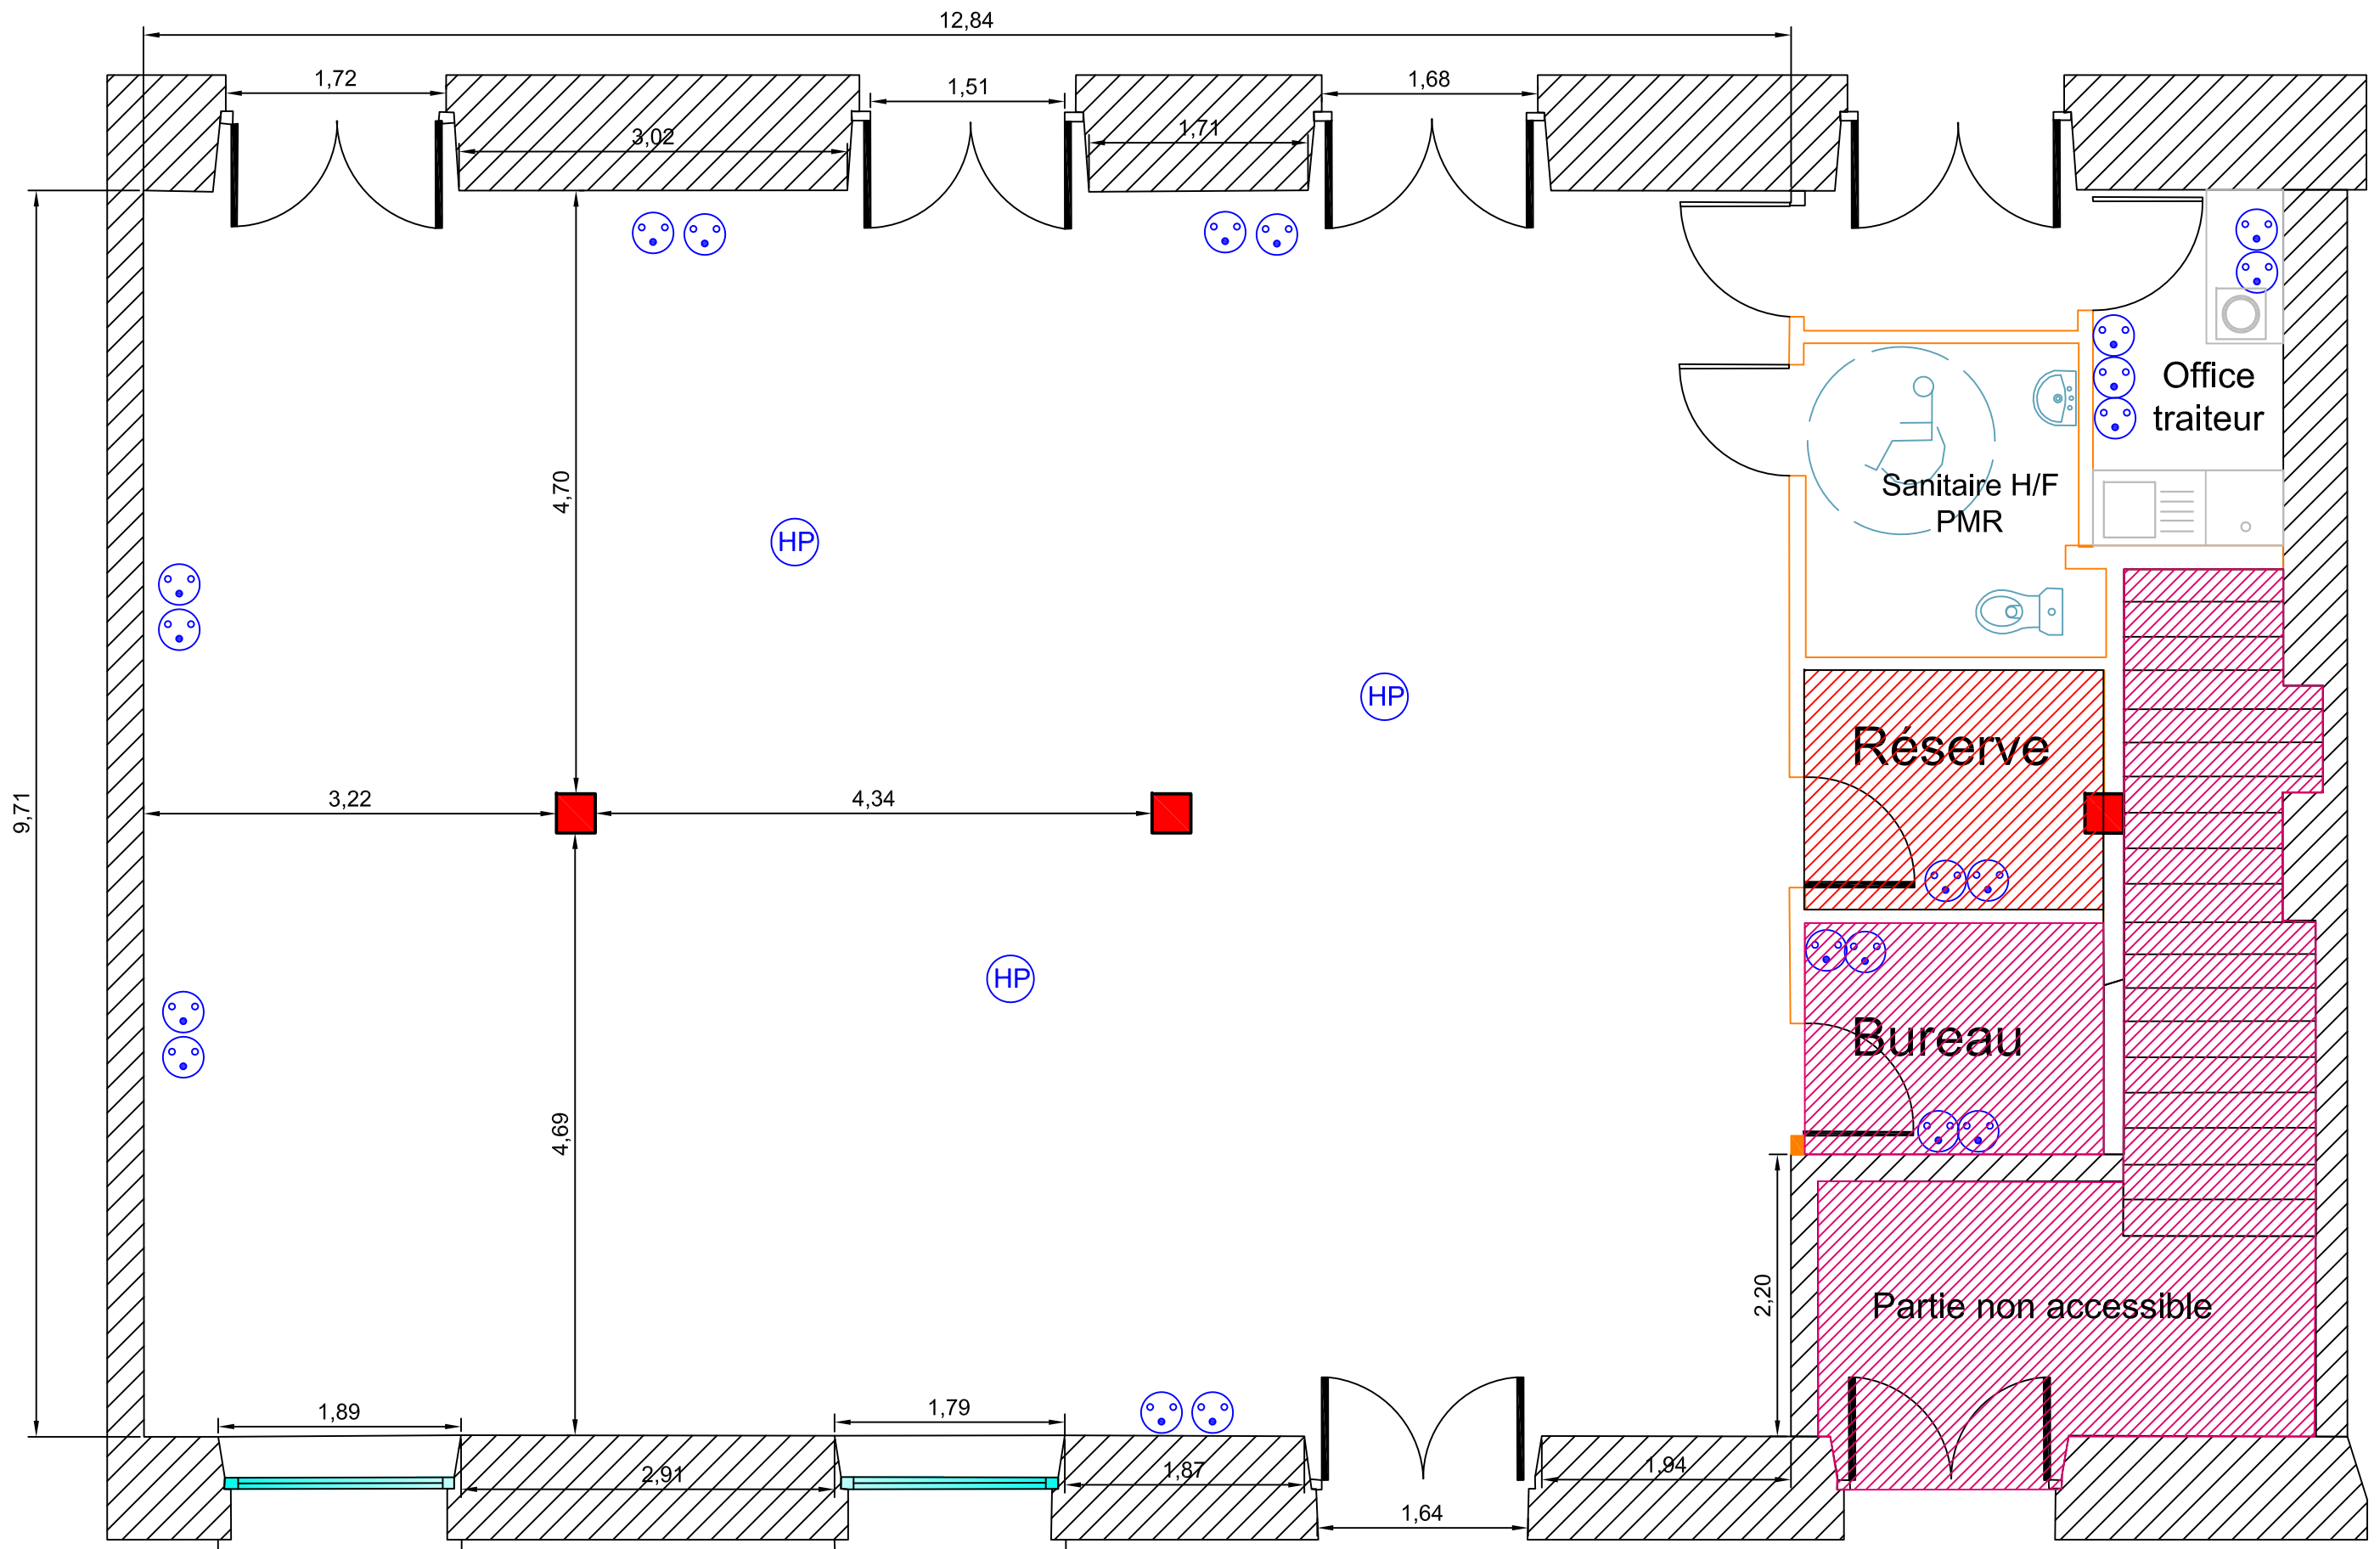 12,84
1,72
1,51
1,68
3,02
1,71
Office
traiteur
4,70
Sanitaire H/F
PMR
HP
HP
Réserve
3,22
4,34
9,71
HP
Bureau
4,69
2,20
Partie non accessible
1,89
1,79
2,91
1,87
1.94
1,64